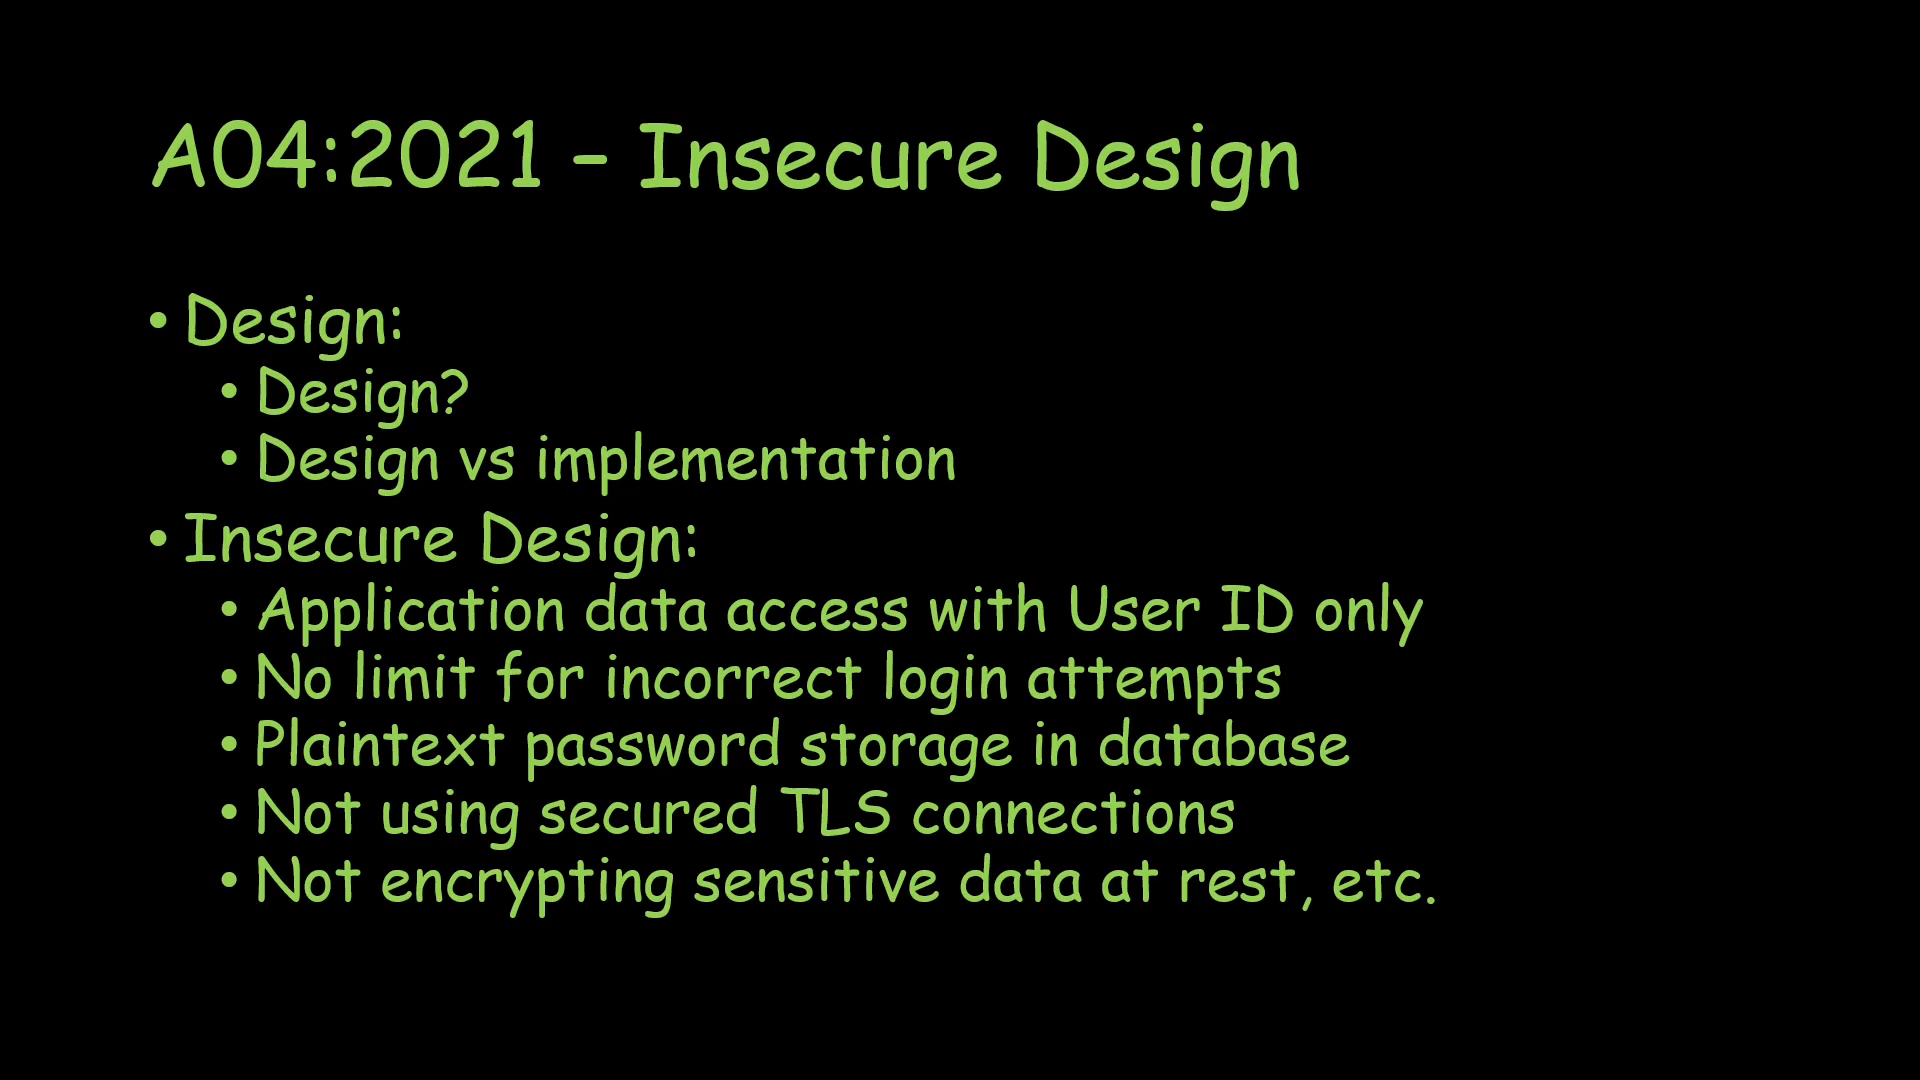 A04:2021 – Insecure Design
• Design:
• Design?
• Design vs implementation
• Insecure Design:
• Application data access with User ID only
• No limit for incorrect login attempts
• Plaintext password storage in database
• Not using secured TLS connections
• Not encrypting sensitive data at rest, etc.